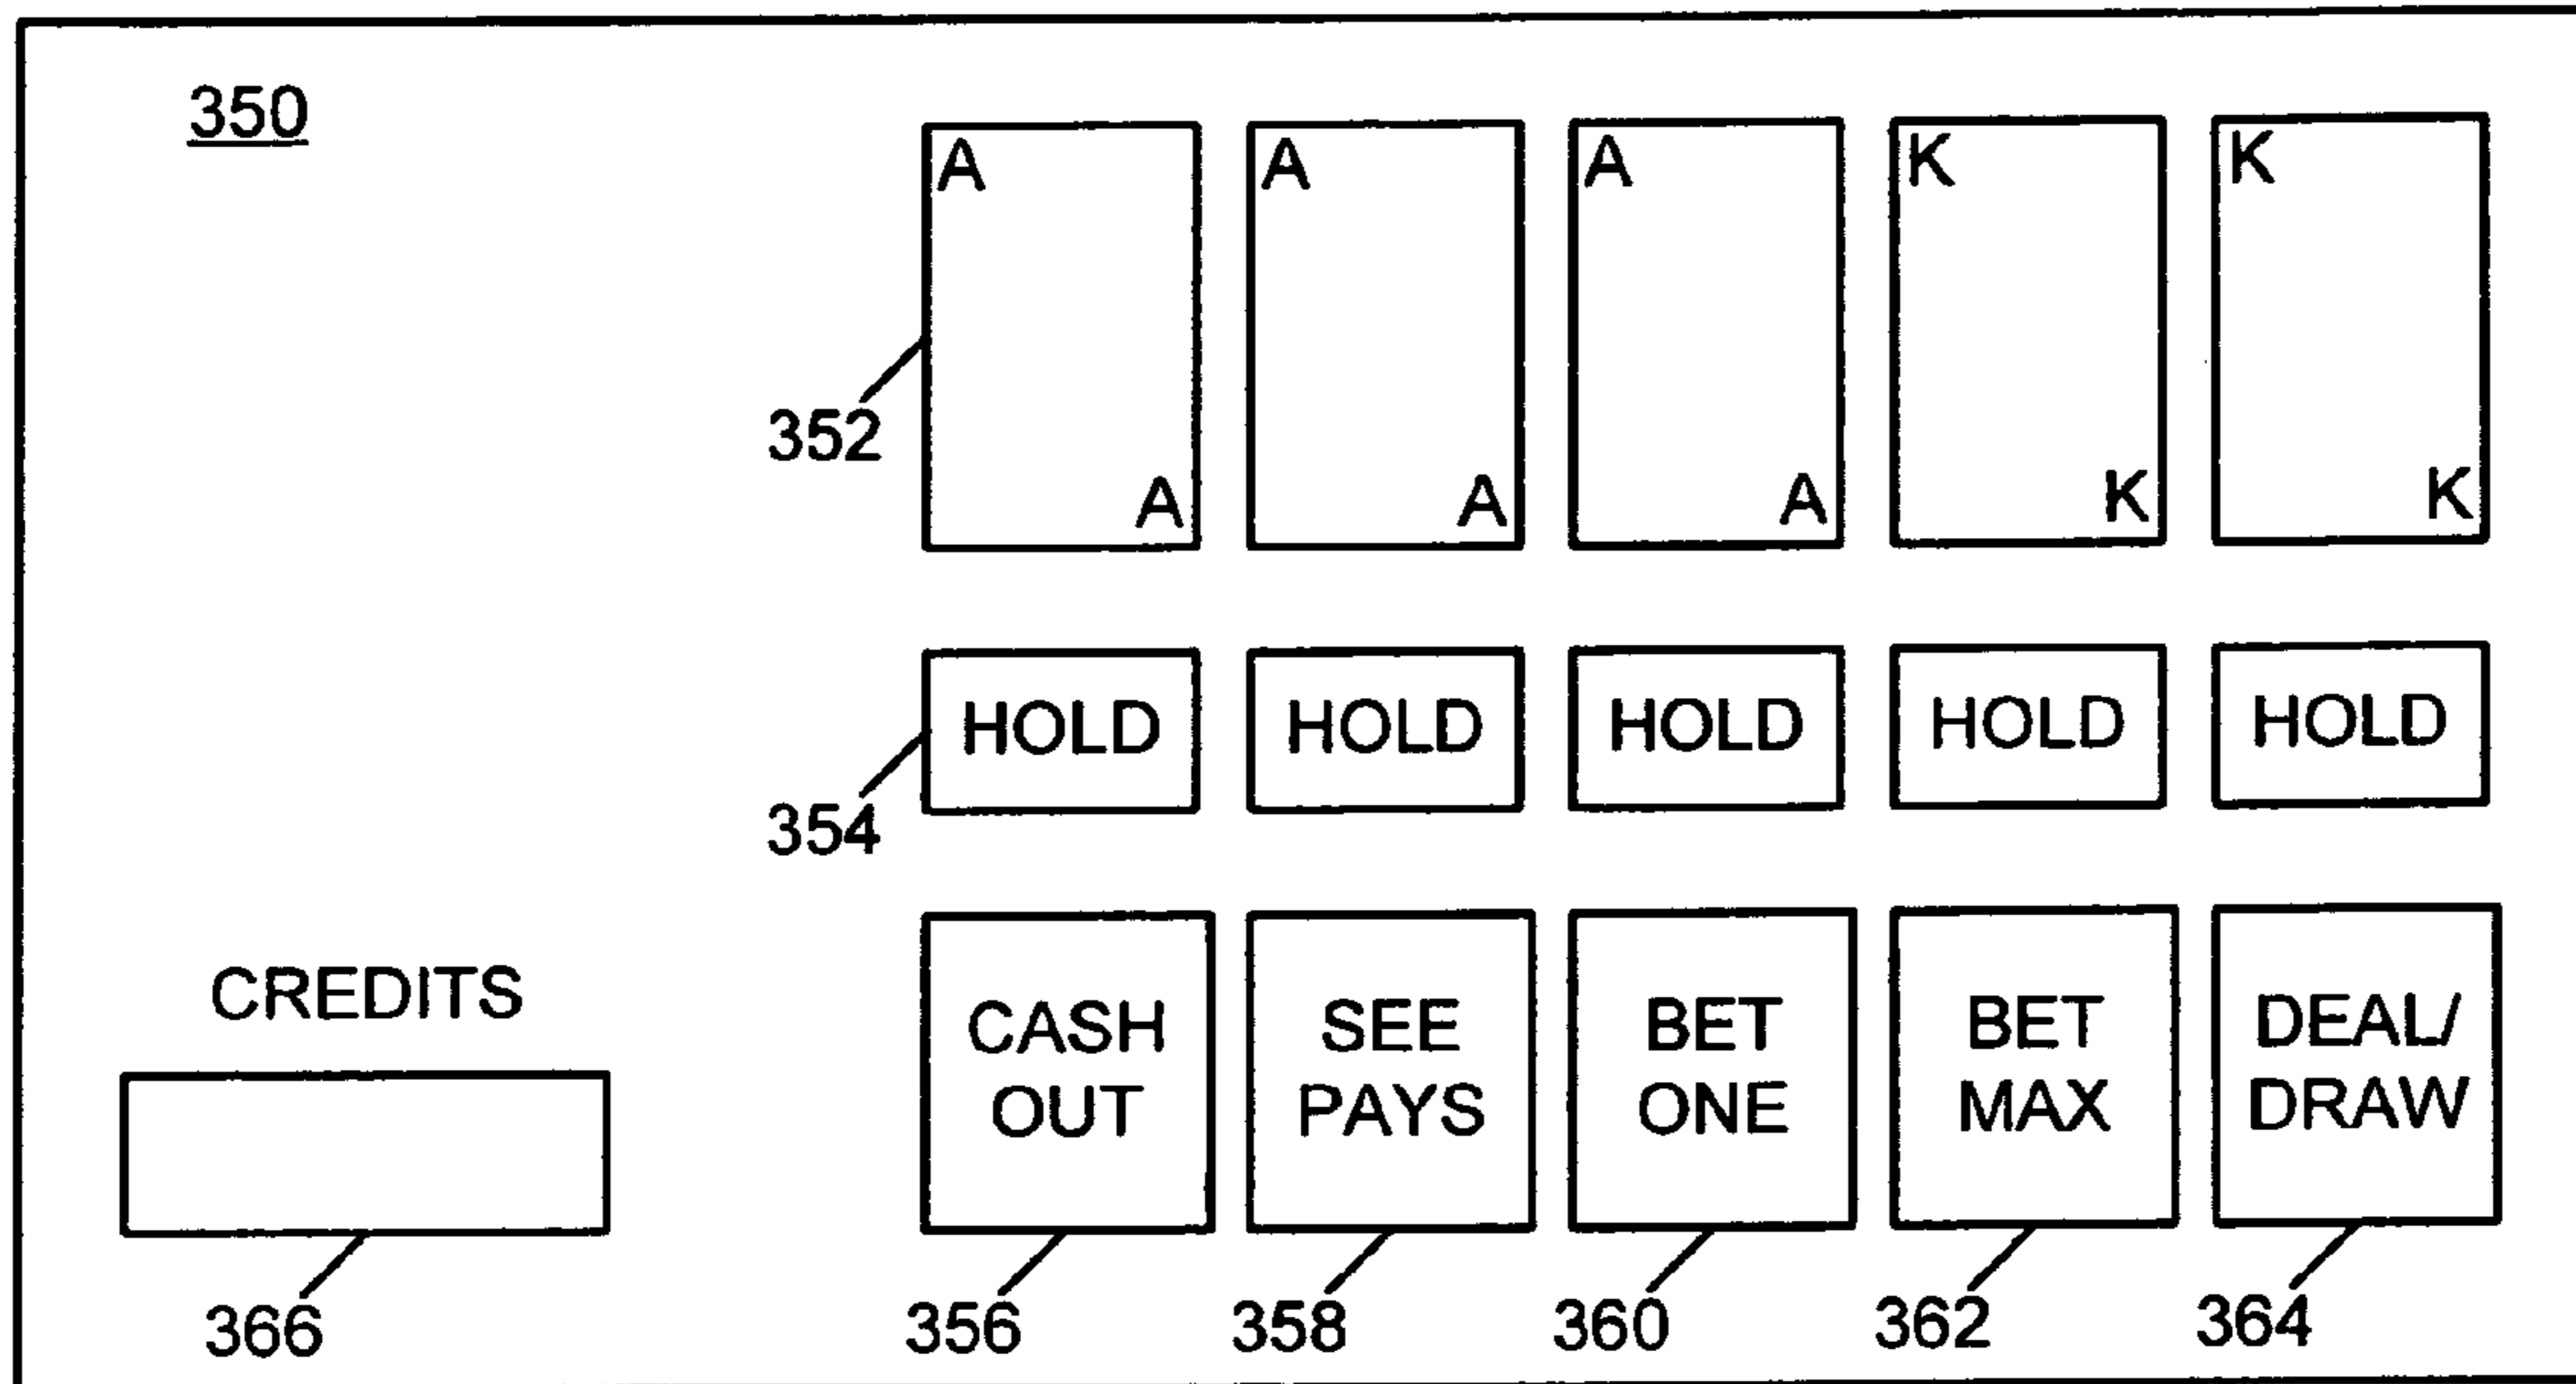 350
A A A K K
A A A K K
352
HOLD HOLD HOLD HOLD HOLD
354
CREDITS
CASH OUT
SEE PAYS
BET ONE
BET MAX
DEAL/ DRAW
366 356 358 360 362 364